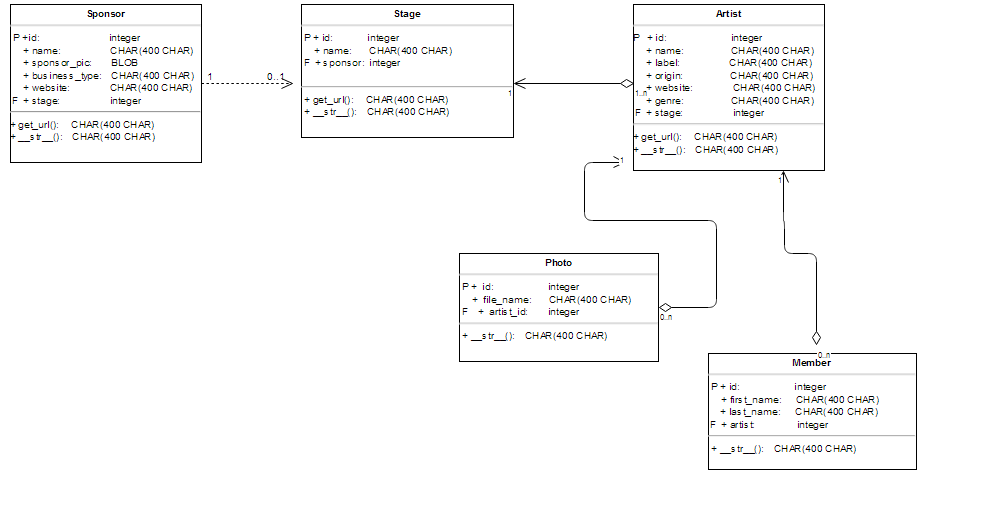 Sponsor
P +id: integer
+ name: CHAR(400 CHAR)
+ sponsor_pic: BLOB
+ business_type: CHAR(400 CHAR)
+ website: CHAR(400 CHAR)
F + stage: integer
+ get_url(): CHAR(400 CHAR)
+ __str__(): CHAR(400 CHAR)
1
0..1
Stage
P + id: integer
+ name: CHAR(400 CHAR)
F + sponsor: integer
+ get_url(): CHAR(400 CHAR)
+ __str__(): CHAR(400 CHAR)
1
1..n
Artist
P + id: integer
+ name: CHAR(400 CHAR)
+ label: CHAR(400 CHAR)
+ origin: CHAR(400 CHAR)
+ website: CHAR(400 CHAR)
+ genre: CHAR(400 CHAR)
F + stage: integer
+ get_url(): CHAR(400 CHAR)
+ __str__(): CHAR(400 CHAR)
1
1
Photo
P + id: integer
+ file_name: CHAR(400 CHAR)
F + artist_id: integer
+ __str__(): CHAR(400 CHAR)
0..n
0..n
Member
P + id: integer
+ first_name: CHAR(400 CHAR)
+ last_name: CHAR(400 CHAR)
F + artist: integer
+ __str__(): CHAR(400 CHAR)